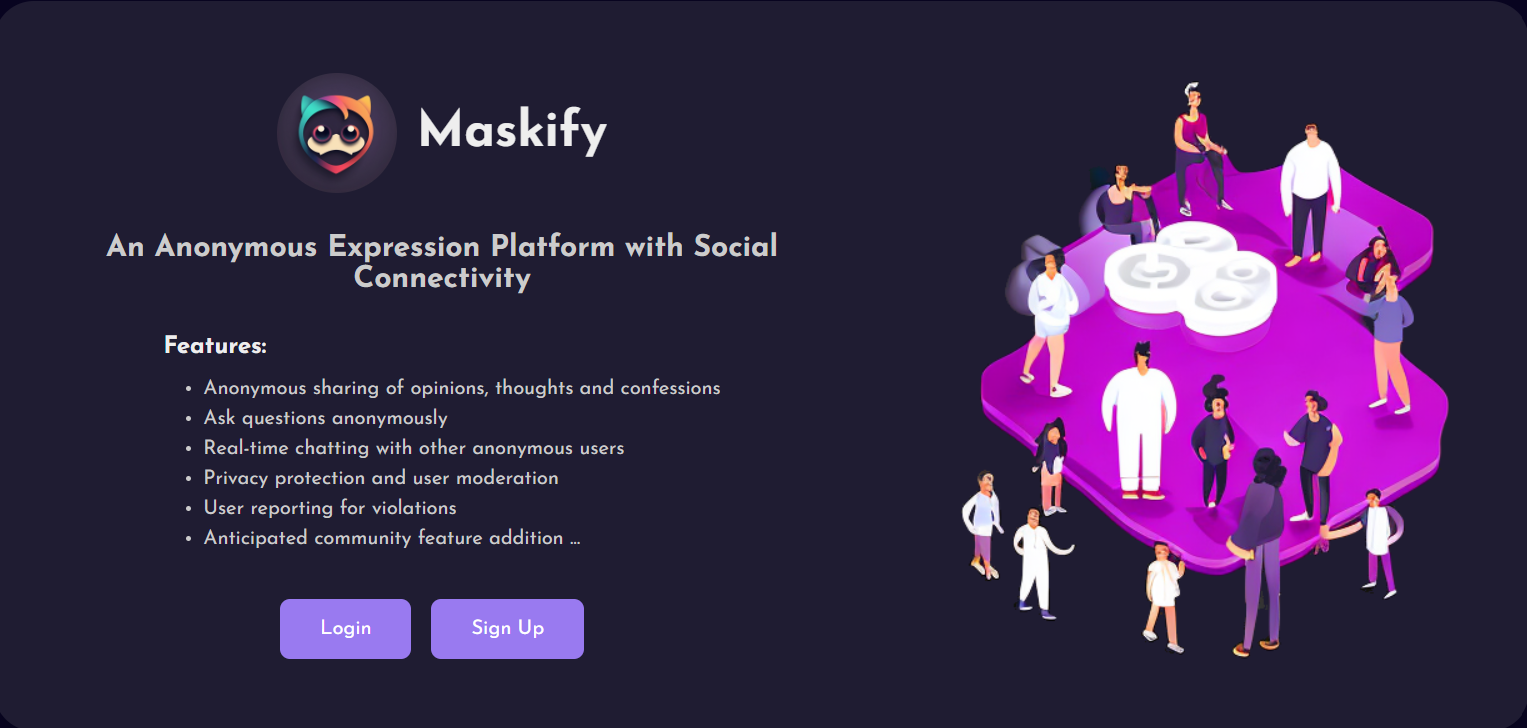 Maskify
An Anonymous Expression Platform with Social
Connectivity
Features:
• Anonymous sharing of opinions, thoughts and confessions
• Ask questions anonymously
• Real-time chatting with other anonymous users
• Privacy protection and user moderation
• User reporting for violations
• Anticipated community feature addition ...
Login
Sign Up